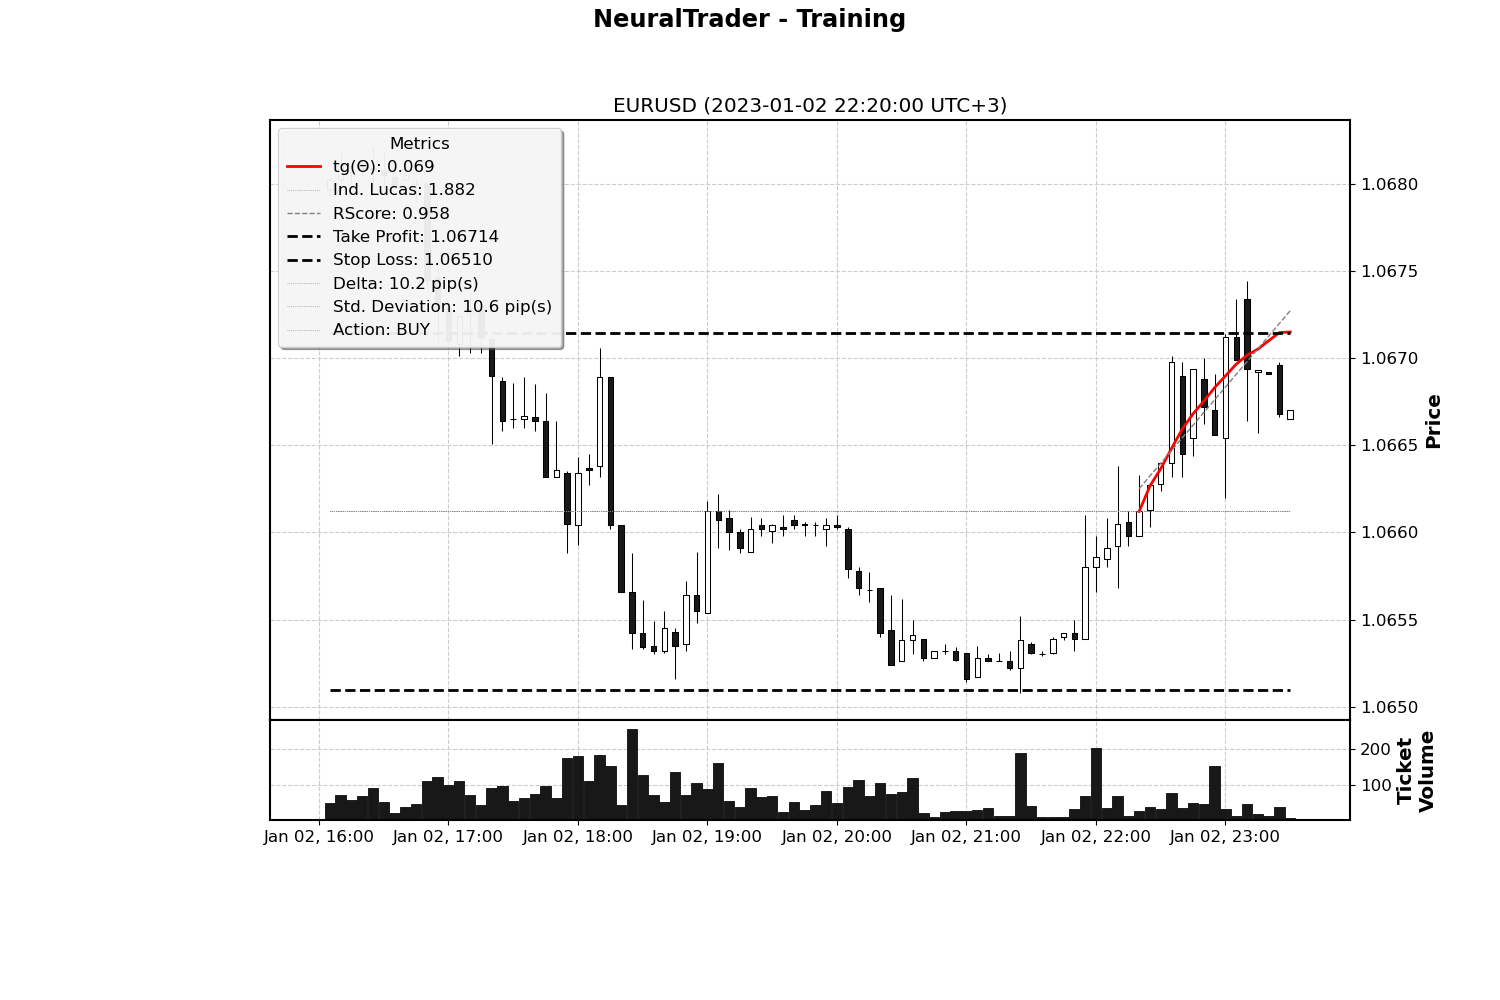 NeuralTrader - Training
EURUSD (2023-01-02 22:20:00 UTC+3)
Metrics
tg(Θ): 0.069
Ind. Lucas: 1.882
RScore: 0.958
Take Profit: 1.06714
Stop Loss: 1.06510
Delta: 10.2 pip(s)
Std. Deviation: 10.6 pip(s)
Action: BUY
1.0680
1.0675
1.0670
1.0665
1.0660
1.0655
1.0650
Price
200
100
Ticket
Volume
Jan 02, 16:00
Jan 02, 17:00
Jan 02, 18:00
Jan 02, 19:00
Jan 02, 20:00
Jan 02, 21:00
Jan 02, 22:00
Jan 02, 23:00